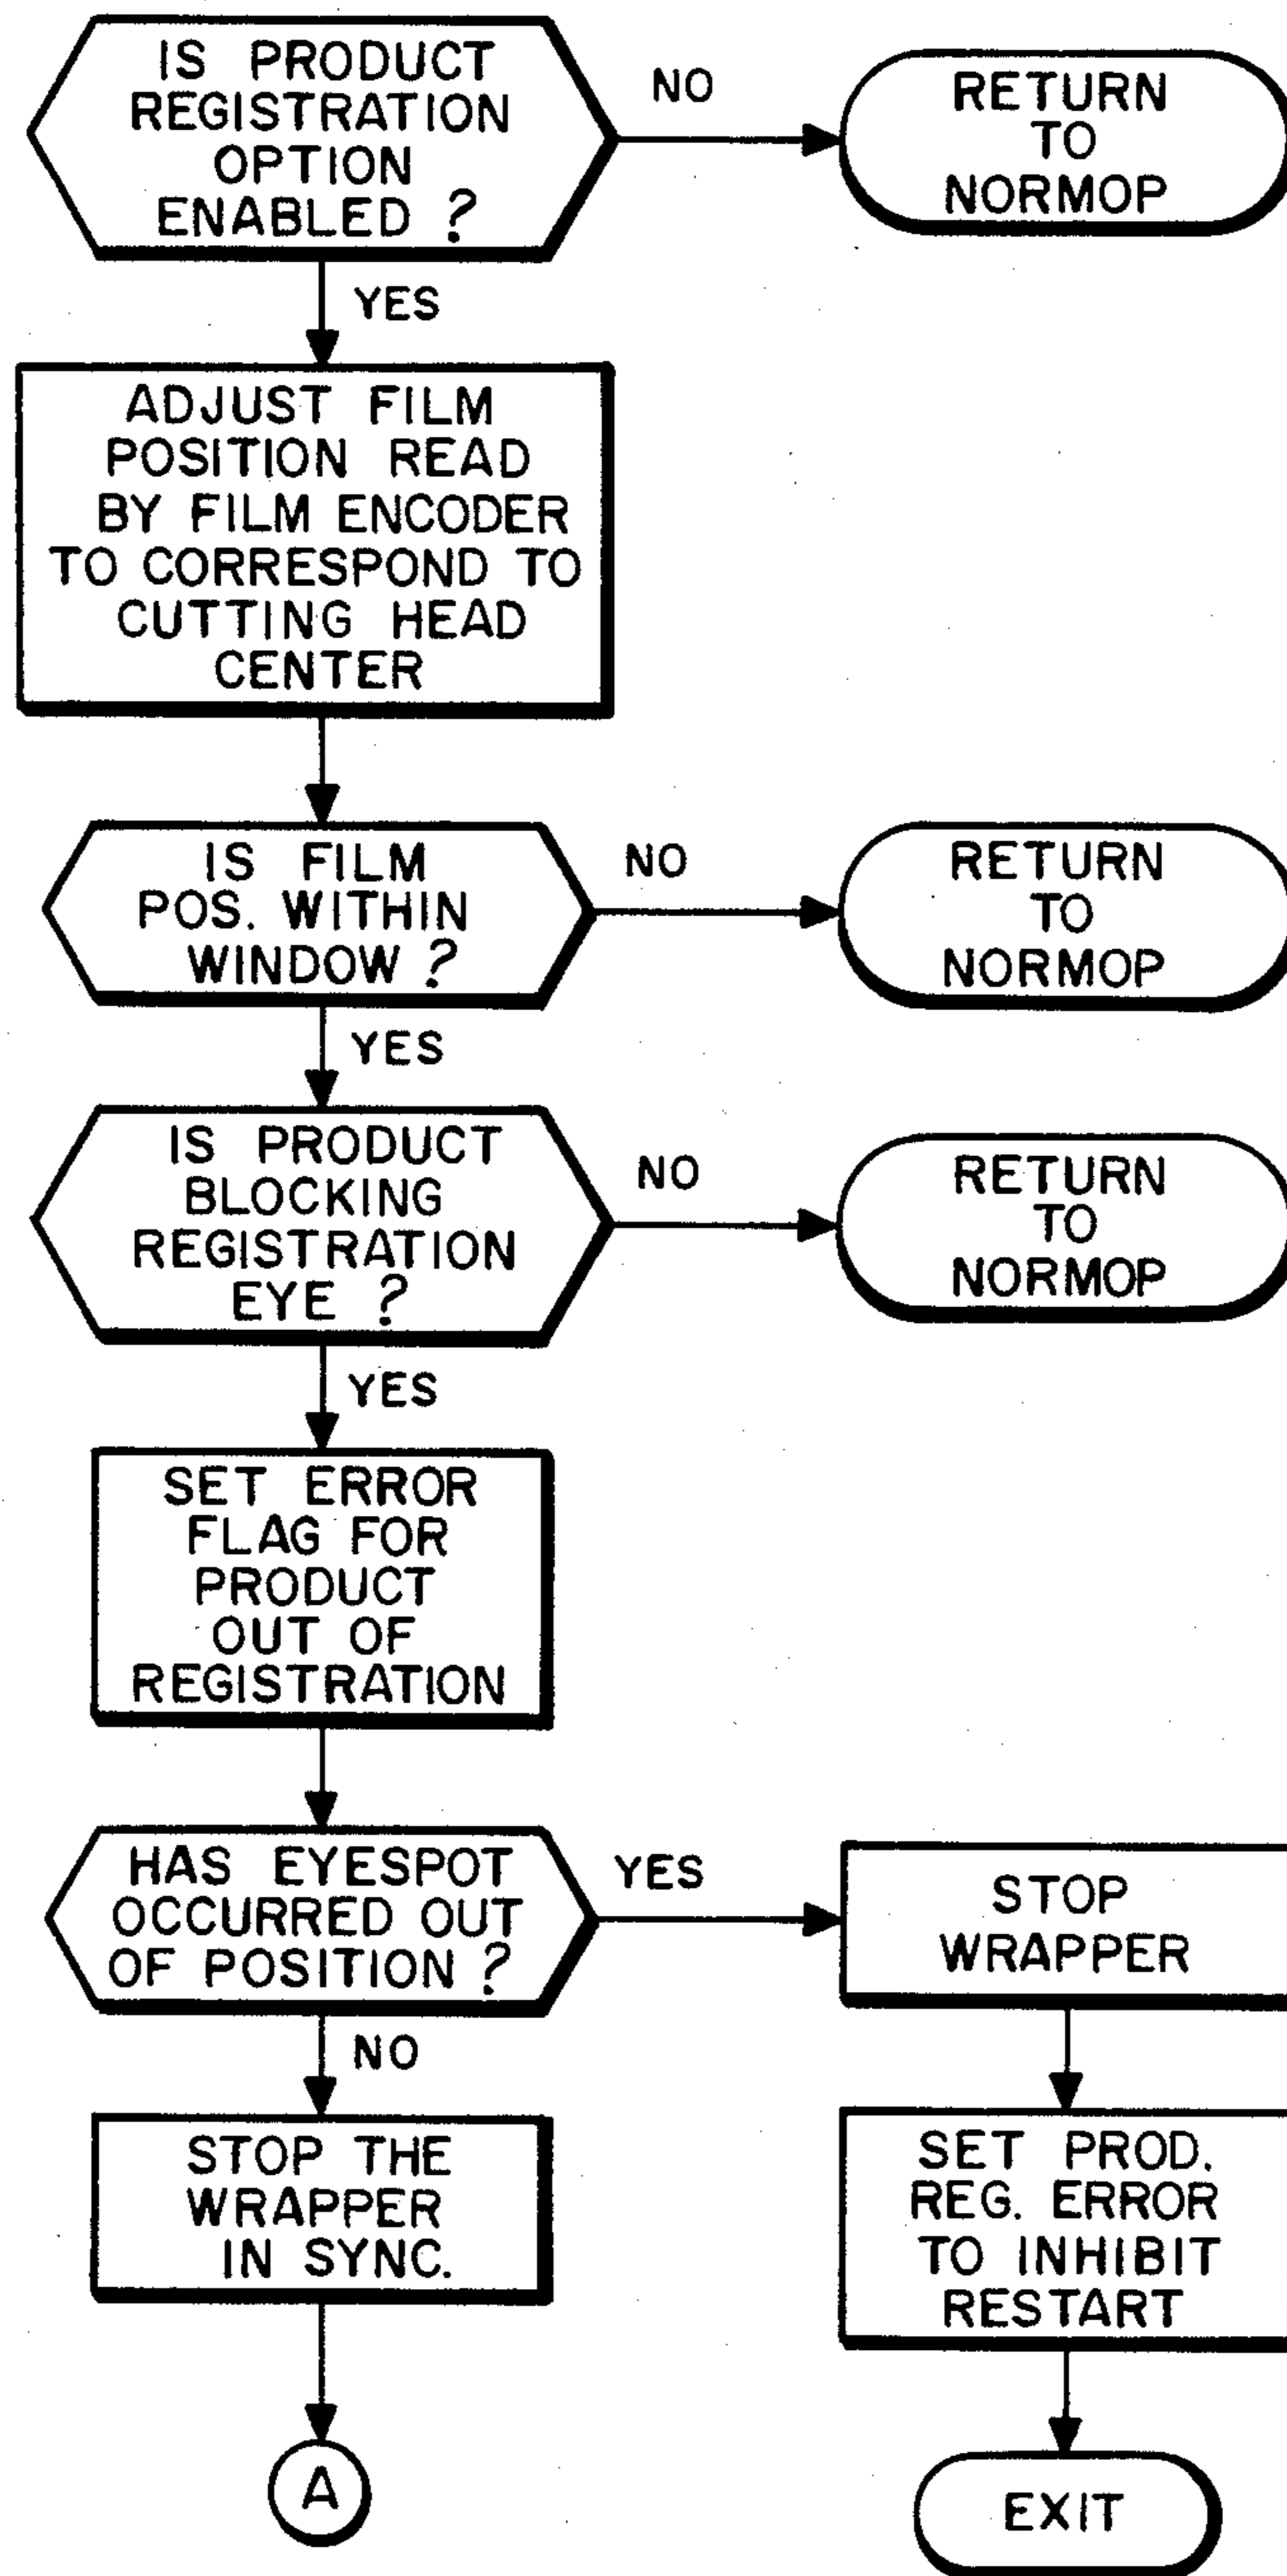 IS PRODUCT
REGISTRATION
OPTION
ENABLED ?
NO
RETURN
TO
NORMOP
YES
ADJUST FILM
POSITION READ
BY FILM ENCODER
TO CORRESPOND TO
CUTTING HEAD
CENTER
IS FILM
POS. WITHIN
WINDOW ?
NO
RETURN
TO
NORMOP
YES
IS PRODUCT
BLOCKING
REGISTRATION
EYE ?
NO
RETURN
TO
NORMOP
YES
SET ERROR
FLAG FOR
PRODUCT
OUT OF
REGISTRATION
HAS EYESPOT
OCCURRED OUT
OF POSITION ?
YES
STOP
WRAPPER
NO
STOP THE
WRAPPER
IN SYNC.
SET PROD.
REG. ERROR
TO INHIBIT
RESTART
A
EXIT